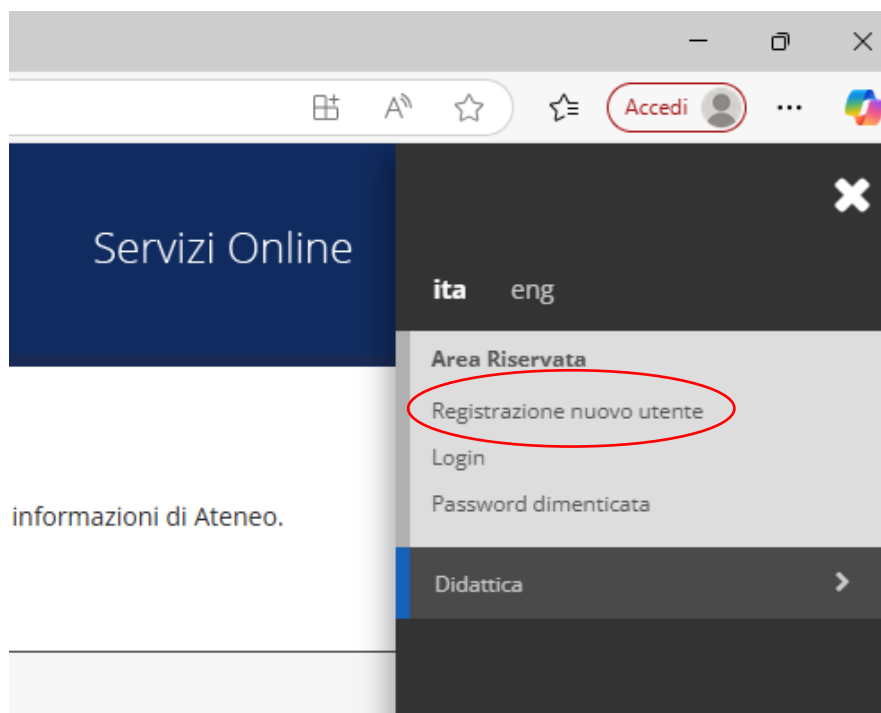 Accedi
Servizi Online
ita eng
Area Riservata
Registrazione nuovo utente
Login
Password dimenticata
informazioni di Ateneo.
Didattica